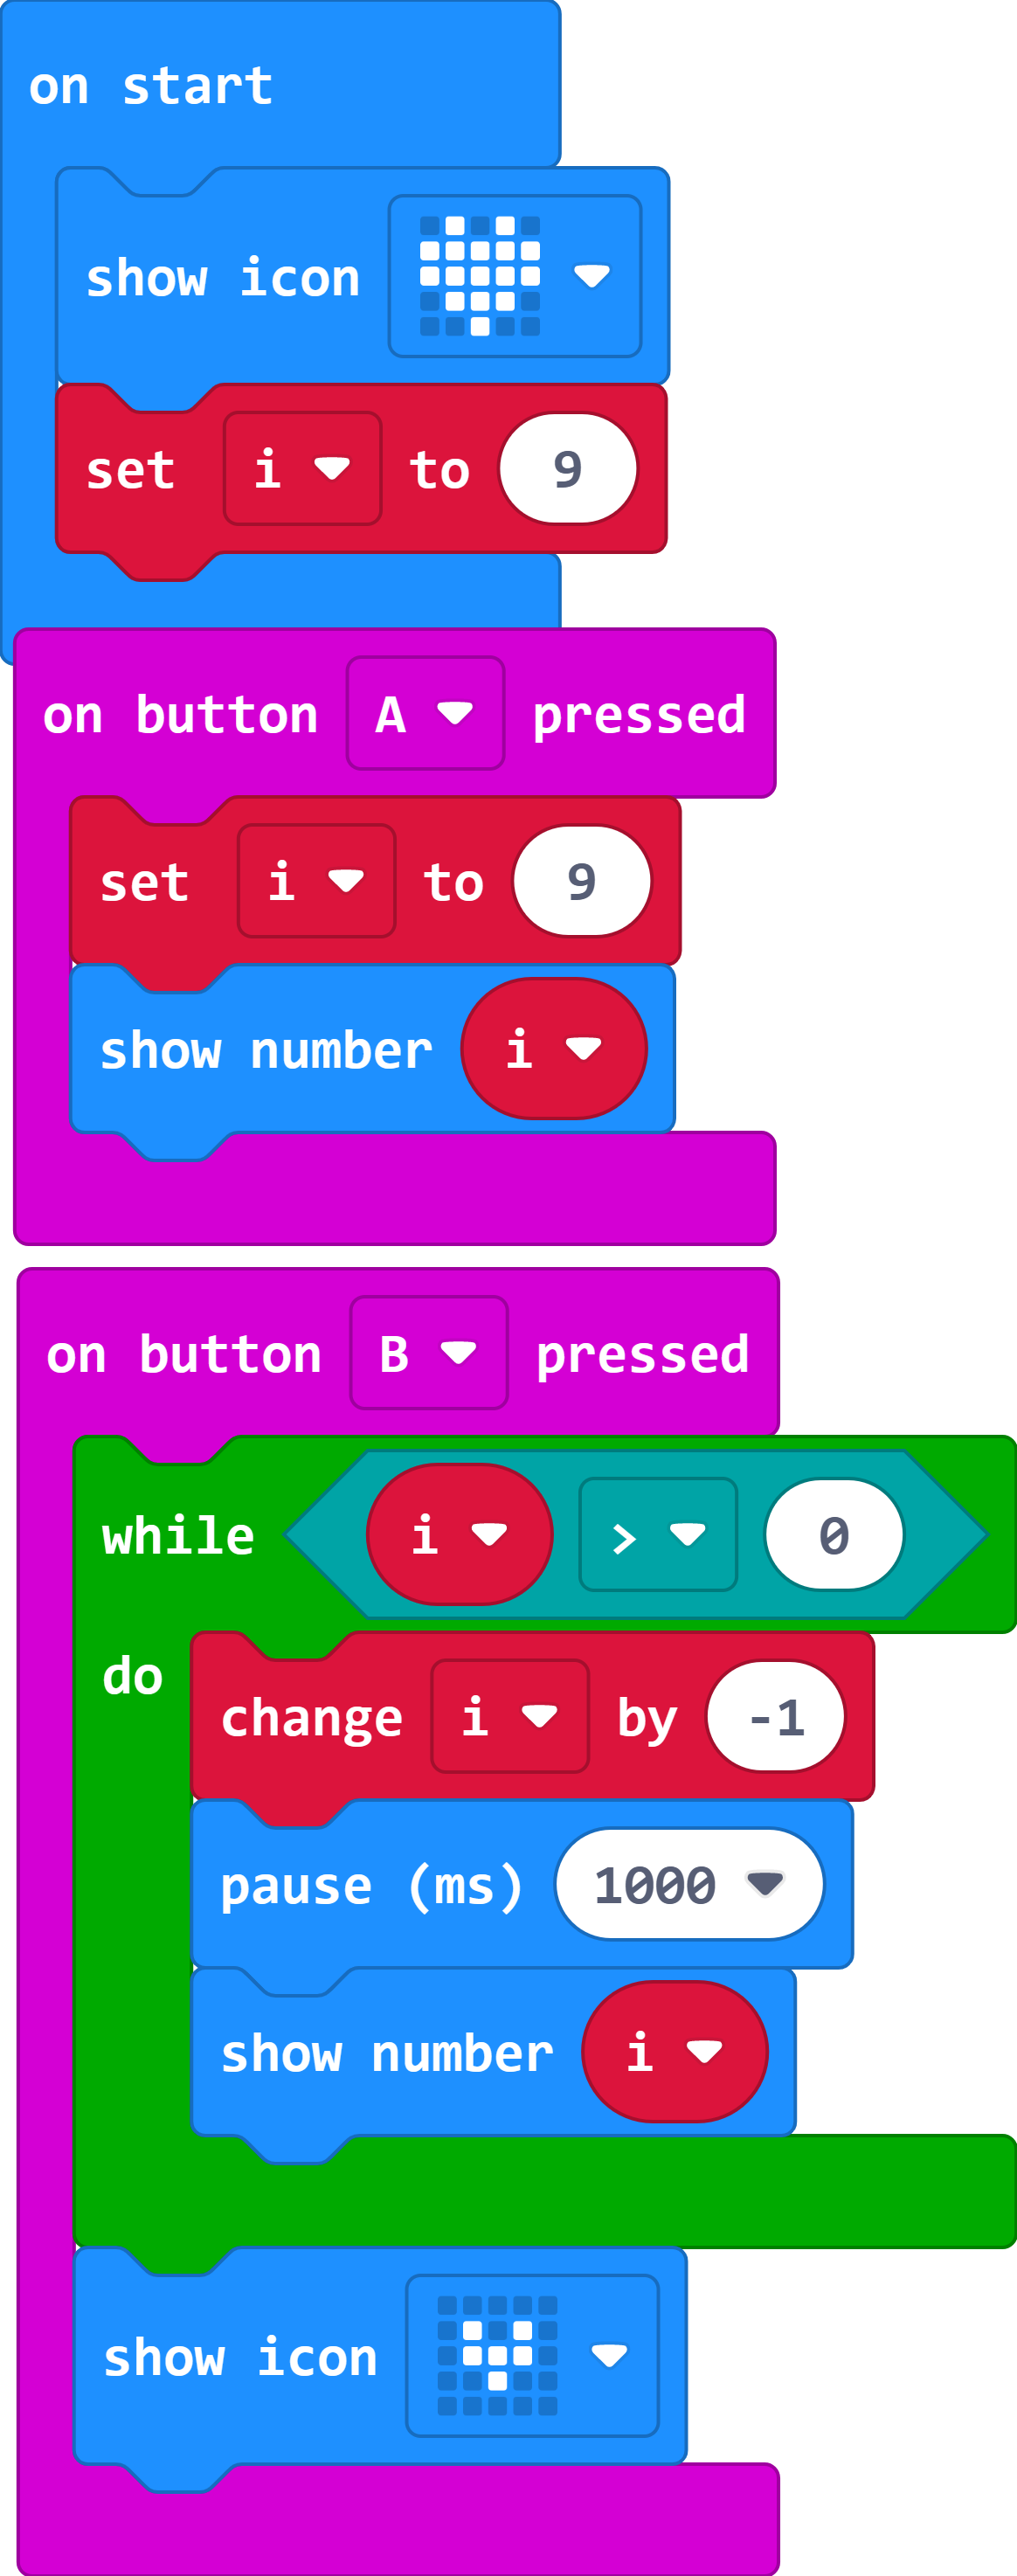 on start
show icon
set i to 9
on button A pressed
set i to 9
show number i
on button B pressed
while i > 0
do
change i by -1
pause (ms) 1000
show number i
show icon